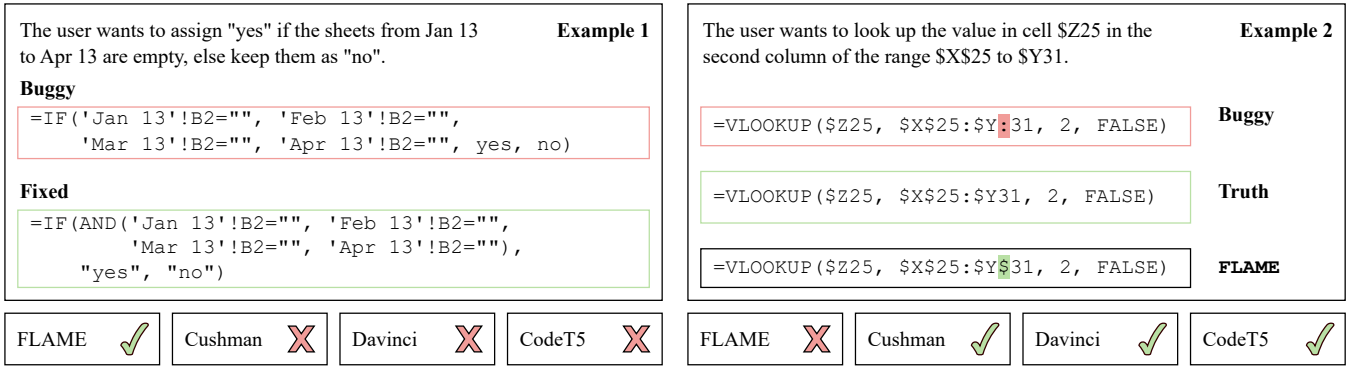 The user wants to assign "yes" if the sheets from Jan 13
Example 1
to Apr 13 are empty, else keep them as "no".
Buggy
=IF('Jan 13'!B2="", 'Feb 13'!B2="",
'Mar 13'!B2="", 'Apr 13'!B2="", yes, no)
Fixed
=IF(AND('Jan 13'!B2="", 'Feb 13'!B2="",
'Mar 13'!B2="", 'Apr 13'!B2=""),
"yes", "no")
FLAME
Cushman
Davinci
CodeT5
The user wants to look up the value in cell $Z25 in the
Example 2
second column of the range $X$25 to $Y31.
=VLOOKUP($Z25, $X$25:$Y:31, 2, FALSE)
Buggy
=VLOOKUP($Z25, $X$25:$Y31, 2, FALSE)
Truth
=VLOOKUP($Z25, $X$25:$Y$31, 2, FALSE)
FLAME
FLAME
Cushman
Davinci
CodeT5